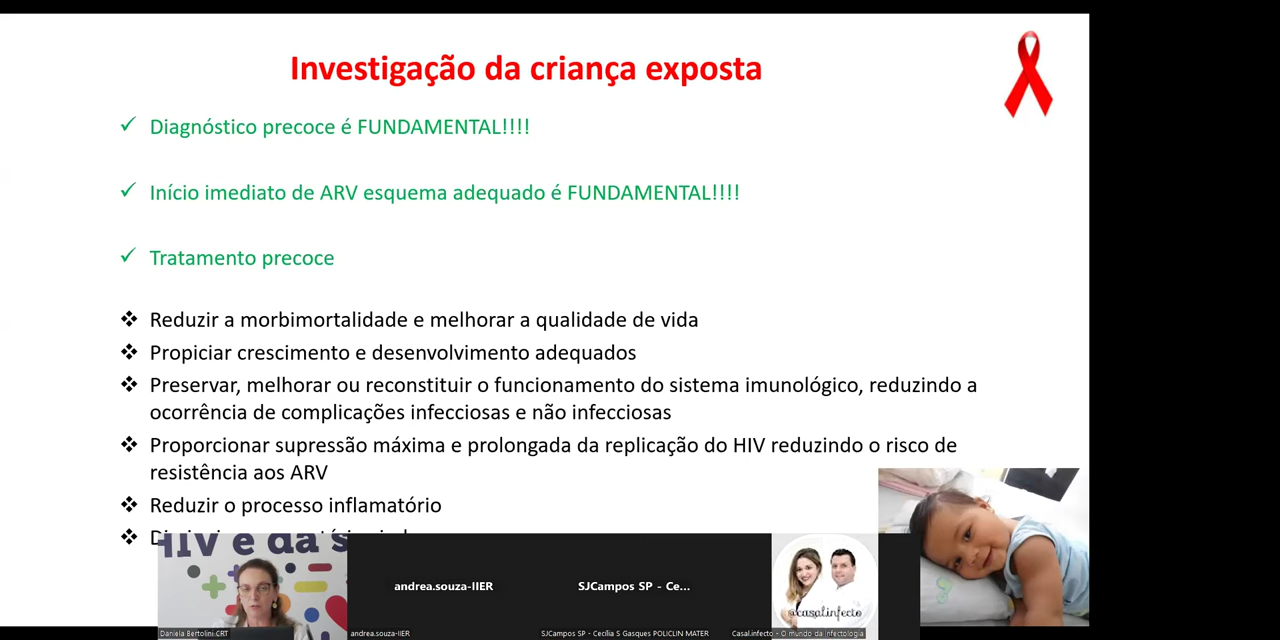 Investigação da criança exposta
✓ Diagnóstico precoce é FUNDAMENTAL!!!!
✓ Início imediato de ARV esquema adequado é FUNDAMENTAL!!!!
✓ Tratamento precoce
❖ Reduzir a morbimortalidade e melhorar a qualidade de vida
❖ Propiciar crescimento e desenvolvimento adequados
❖ Preservar, melhorar ou reconstituir o funcionamento do sistema imunológico, reduzindo a
ocorrência de complicações infecciosas e não infecciosas
❖ Proporcionar supressão máxima e prolongada da replicação do HIV reduzindo o risco de
resistência aos ARV
❖ Reduzir o processo inflamatório
HIV e da
andrea.souza-IIER
SJCampos SP - Ce...
@casal.infecto
Daniela Bertolini CRT
andrea.souza-IIER
SJCampos SP - Cecília S Gasques POLICLIN MATER
Casal.infecto - O mundo da infectologia